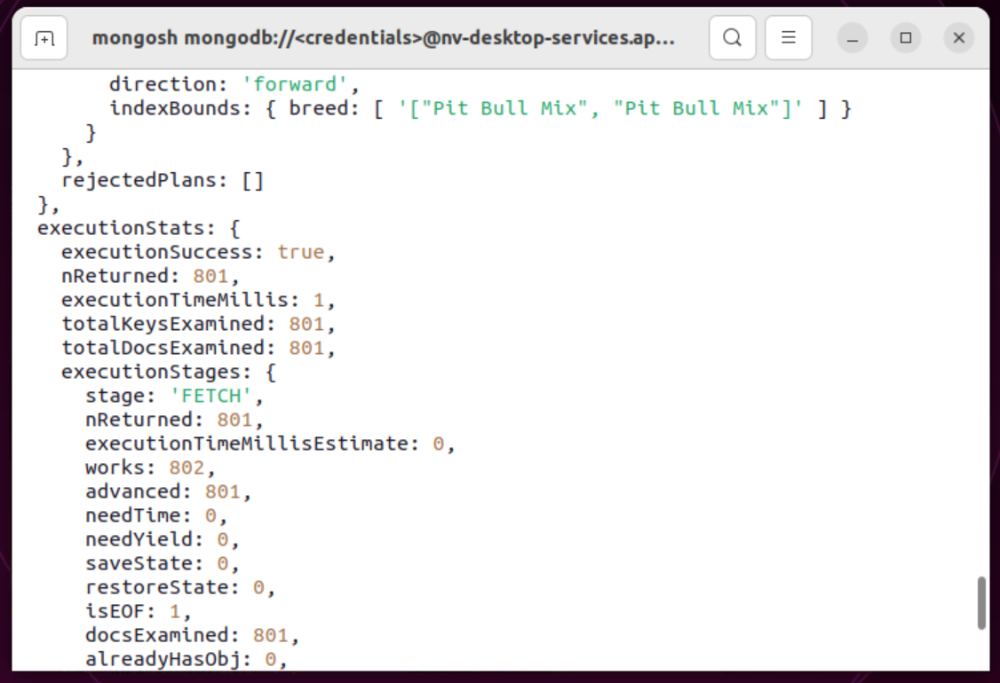 mongosh mongodb://<credentials>@nv-desktop-services.ap...
direction: 'forward',
indexBounds: { breed: [ '["Pit Bull Mix", "Pit Bull Mix"]' ] }
}
},
rejectedPlans: []
},
executionStats: {
executionSuccess: true,
nReturned: 801,
executionTimeMillis: 1,
totalKeysExamined: 801,
totalDocsExamined: 801,
executionStages: {
stage: 'FETCH',
nReturned: 801,
executionTimeMillisEstimate: 0,
works: 802,
advanced: 801,
needTime: 0,
needYield: 0,
saveState: 0,
restoreState: 0,
isEOF: 1,
docsExamined: 801,
alreadyHasObj: 0,